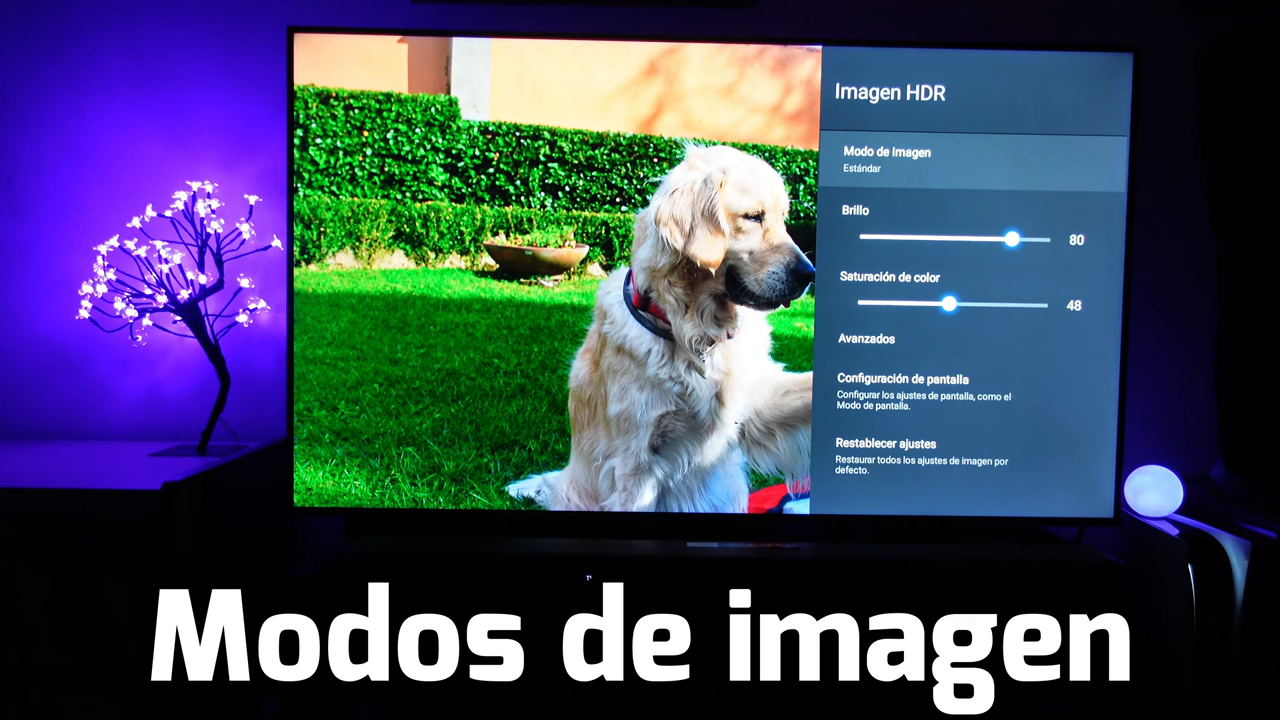 Imagen HDR
Modo de imagen
Estándar
Brillo
80
Saturación de color
48
Avanzados
Configuración de pantalla
Configurar los ajustes de pantalla, como el
Modo de pantalla.
Restablecer ajustes
Restaurar todos los ajustes de imagen por
defecto.
Modos de imagen